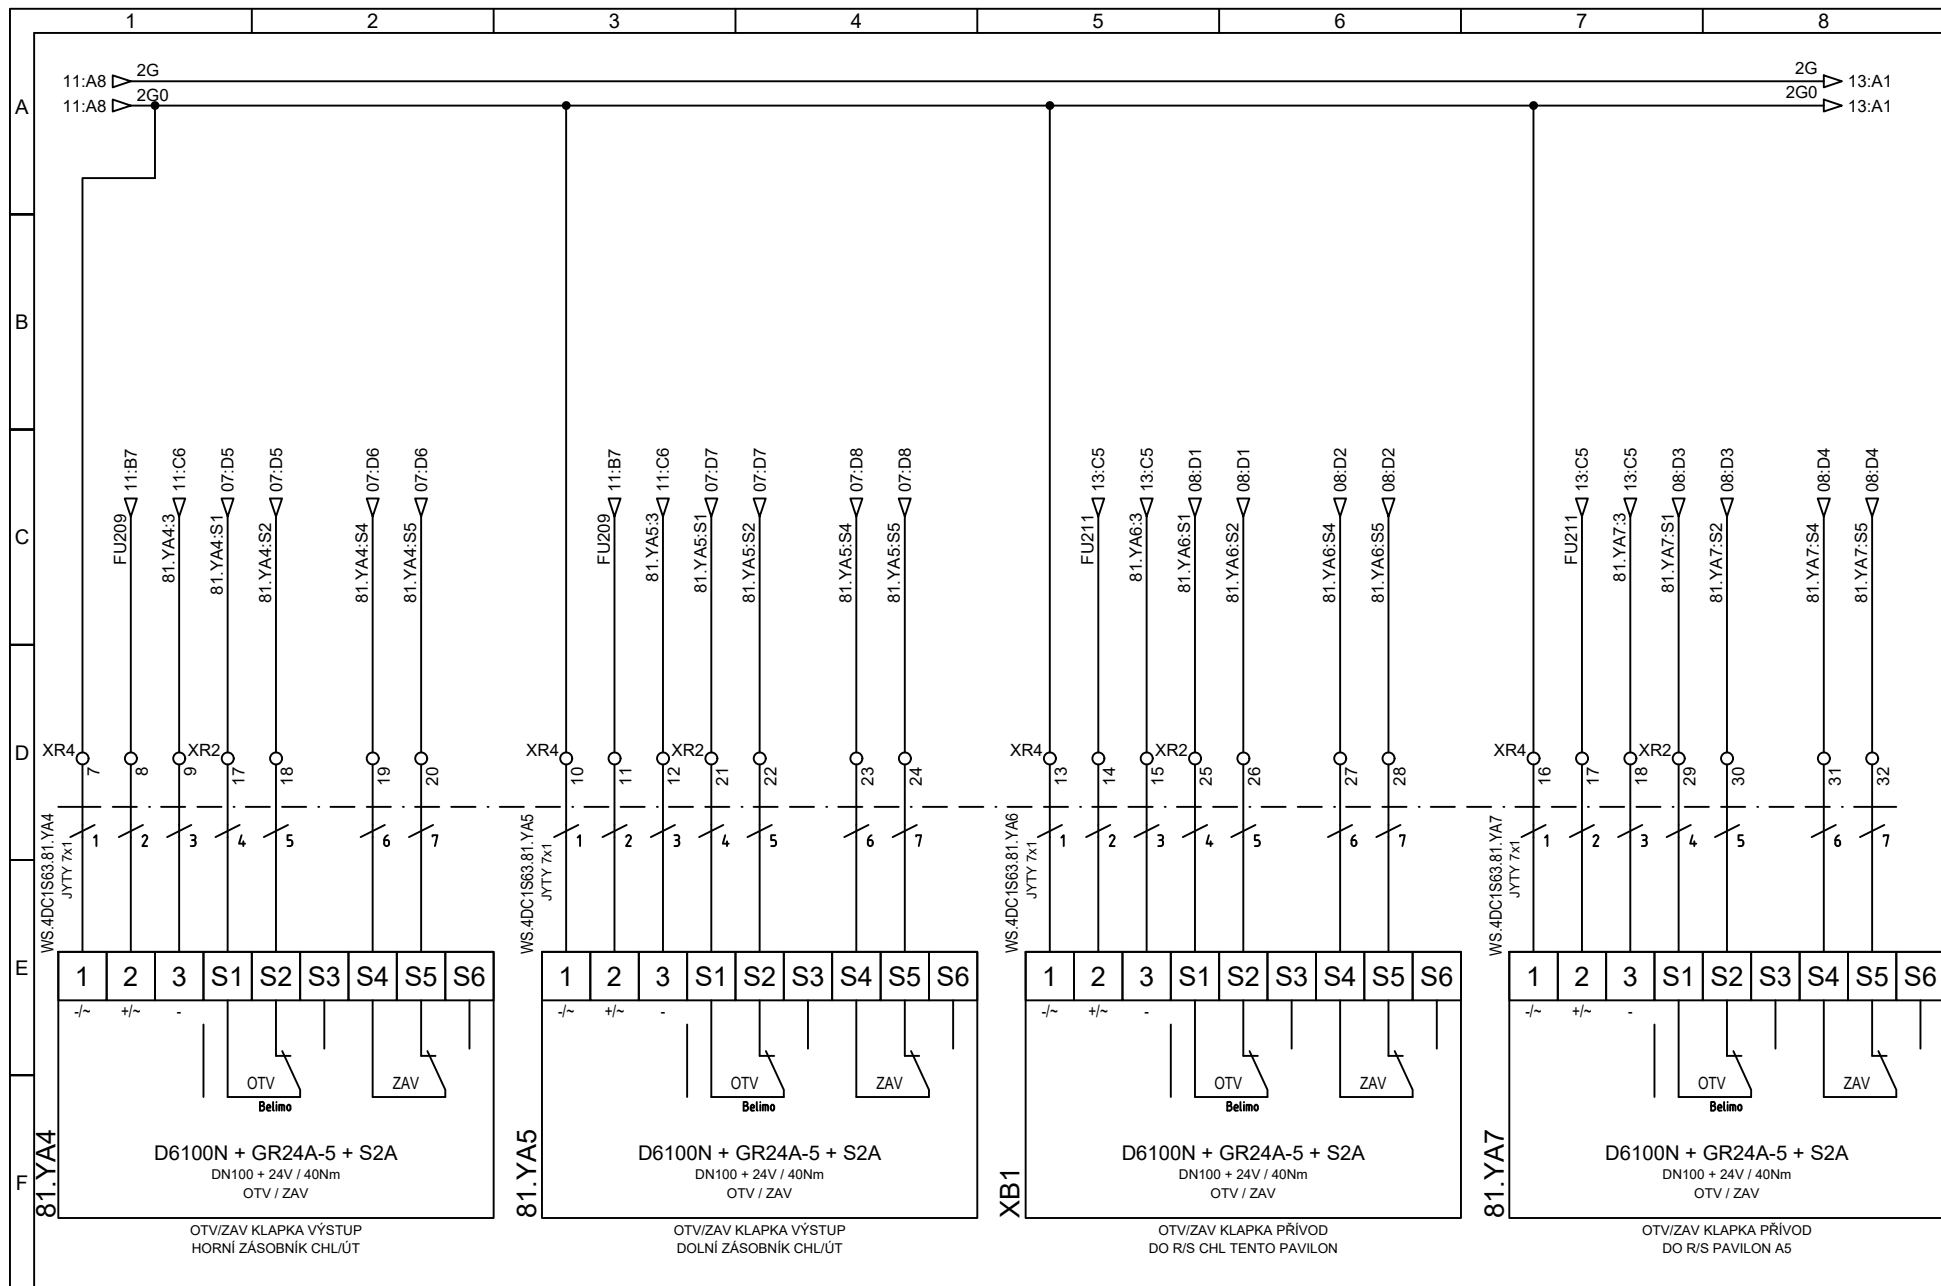 1 2 3 4 5 6 7 8
A
B
C
D
E
F
11:A8 2G 2G 13:A1
11:A8 2G0 2G0 13:A1
FU209 11:B7
81.YA4:3 11:C6
81.YA4:S1 07:D5
81.YA4:S2 07:D5
81.YA4:S4 07:D6
81.YA4:S5 07:D6
FU209 11:B7
81.YA5:3 11:C6
81.YA5:S1 07:D7
81.YA5:S2 07:D7
81.YA5:S4 07:D8
81.YA5:S5 07:D8
FU211 13:C5
81.YA6:3 13:C5
81.YA6:S1 08:D1
81.YA6:S2 08:D1
81.YA6:S4 08:D2
81.YA6:S5 08:D2
FU211 13:C5
81.YA7:3 13:C5
81.YA7:S1 08:D3
81.YA7:S2 08:D3
81.YA7:S4 08:D4
81.YA7:S5 08:D4
XR4 XR2 XR4 XR2 XR4 XR2 XR4 XR2
7 8 9 17 18 19 20 10 11 12 21 22 23 24 13 14 15 25 26 27 28 16 17 18 29 30 31 32
1 2 3 4 5 6 7 1 2 3 4 5 6 7 1 2 3 4 5 6 7 1 2 3 4 5 6 7
WS.4DC1S63.81.YA4
JYTY 7x1
WS.4DC1S63.81.YA5
JYTY 7x1
WS.4DC1S63.81.YA6
JYTY 7x1
WS.4DC1S63.81.YA7
JYTY 7x1
1 2 3 S1 S2 S3 S4 S5 S6
-/~ +/~ -
OTV ZAV
Belimo
81.YA4
D6100N + GR24A-5 + S2A
DN100 + 24V / 40Nm
OTV / ZAV
OTV/ZAV KLAPKA VÝSTUP
HORNÍ ZÁSOBNÍK CHL/ÚT
1 2 3 S1 S2 S3 S4 S5 S6
-/~ +/~ -
OTV ZAV
Belimo
81.YA5
D6100N + GR24A-5 + S2A
DN100 + 24V / 40Nm
OTV / ZAV
OTV/ZAV KLAPKA VÝSTUP
DOLNÍ ZÁSOBNÍK CHL/ÚT
1 2 3 S1 S2 S3 S4 S5 S6
-/~ +/~ -
OTV ZAV
Belimo
XB1
D6100N + GR24A-5 + S2A
DN100 + 24V / 40Nm
OTV / ZAV
OTV/ZAV KLAPKA PŘÍVOD
DO R/S CHL TENTO PAVILON
1 2 3 S1 S2 S3 S4 S5 S6
-/~ +/~ -
OTV ZAV
Belimo
81.YA7
D6100N + GR24A-5 + S2A
DN100 + 24V / 40Nm
OTV / ZAV
OTV/ZAV KLAPKA PŘÍVOD
DO R/S PAVILON A5